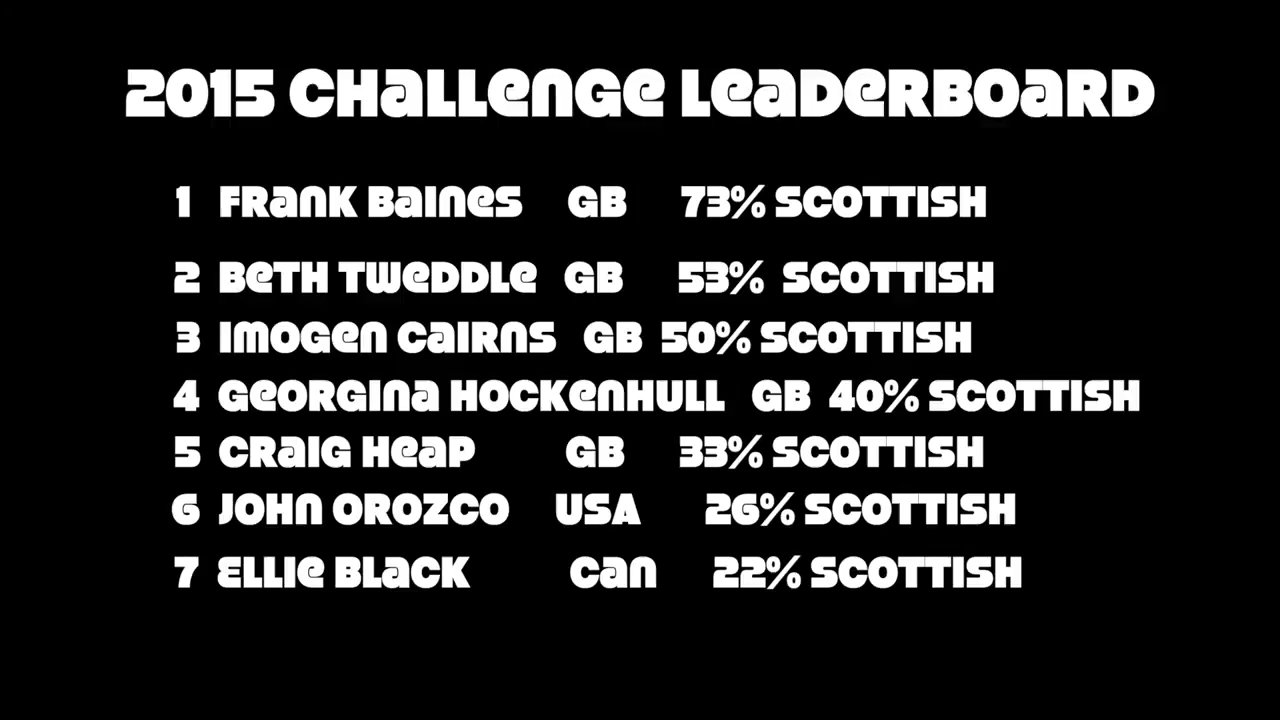 2015 CHALLENGE LEADERBOARD
1 FRANK BAINES GB 73% SCOTTISH
2 BETH TWEDDLE GB 53% SCOTTISH
3 IMOGEN CAIRNS GB 50% SCOTTISH
4 GEORGINA HOCKENHULL GB 40% SCOTTISH
5 CRAIG HEAP GB 33% SCOTTISH
6 JOHN OROZCO USA 26% SCOTTISH
7 ELLIE BLACK CAN 22% SCOTTISH